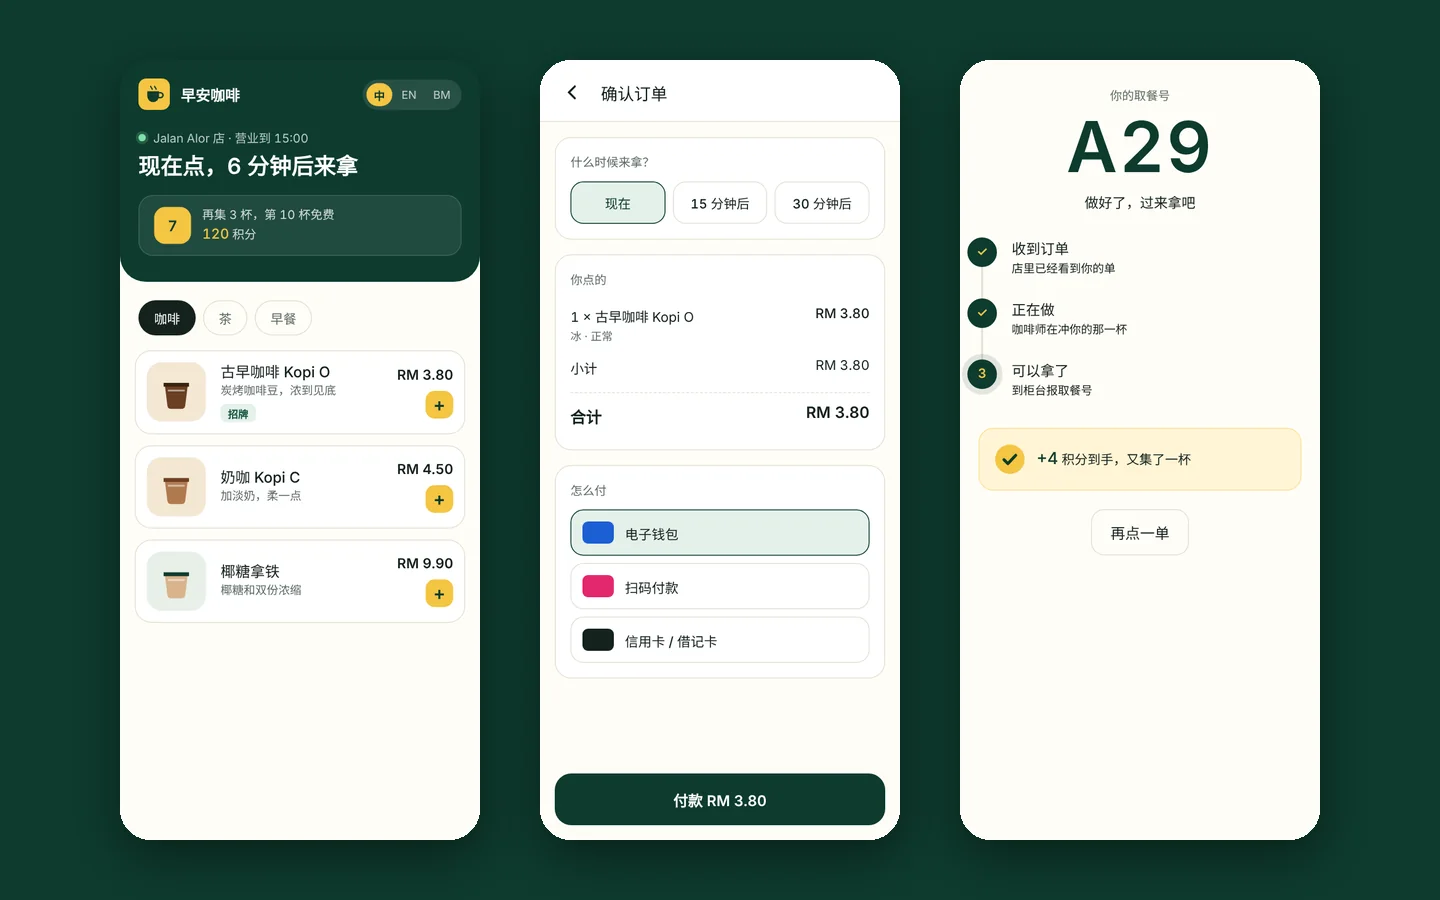 早安咖啡
中 EN BM
Jalan Alor 店 · 营业到 15:00
现在点，6 分钟后来拿
7
再集 3 杯，第 10 杯免费
120 积分
咖啡 茶 早餐
古早咖啡 Kopi O
RM 3.80
炭烤咖啡豆，浓到见底
招牌
+
奶咖 Kopi C
RM 4.50
加淡奶，柔一点
+
椰糖拿铁
RM 9.90
椰糖和双份浓缩
+
确认订单
什么时候来拿？
现在 15 分钟后 30 分钟后
你点的
1 × 古早咖啡 Kopi O RM 3.80
冰 · 正常
小计 RM 3.80
合计 RM 3.80
怎么付
电子钱包
扫码付款
信用卡 / 借记卡
付款 RM 3.80
你的取餐号
A29
做好了，过来拿吧
收到订单
店里已经看到你的单
正在做
咖啡师在冲你的那一杯
3
可以拿了
到柜台报取餐号
+4 积分到手，又集了一杯
再点一单